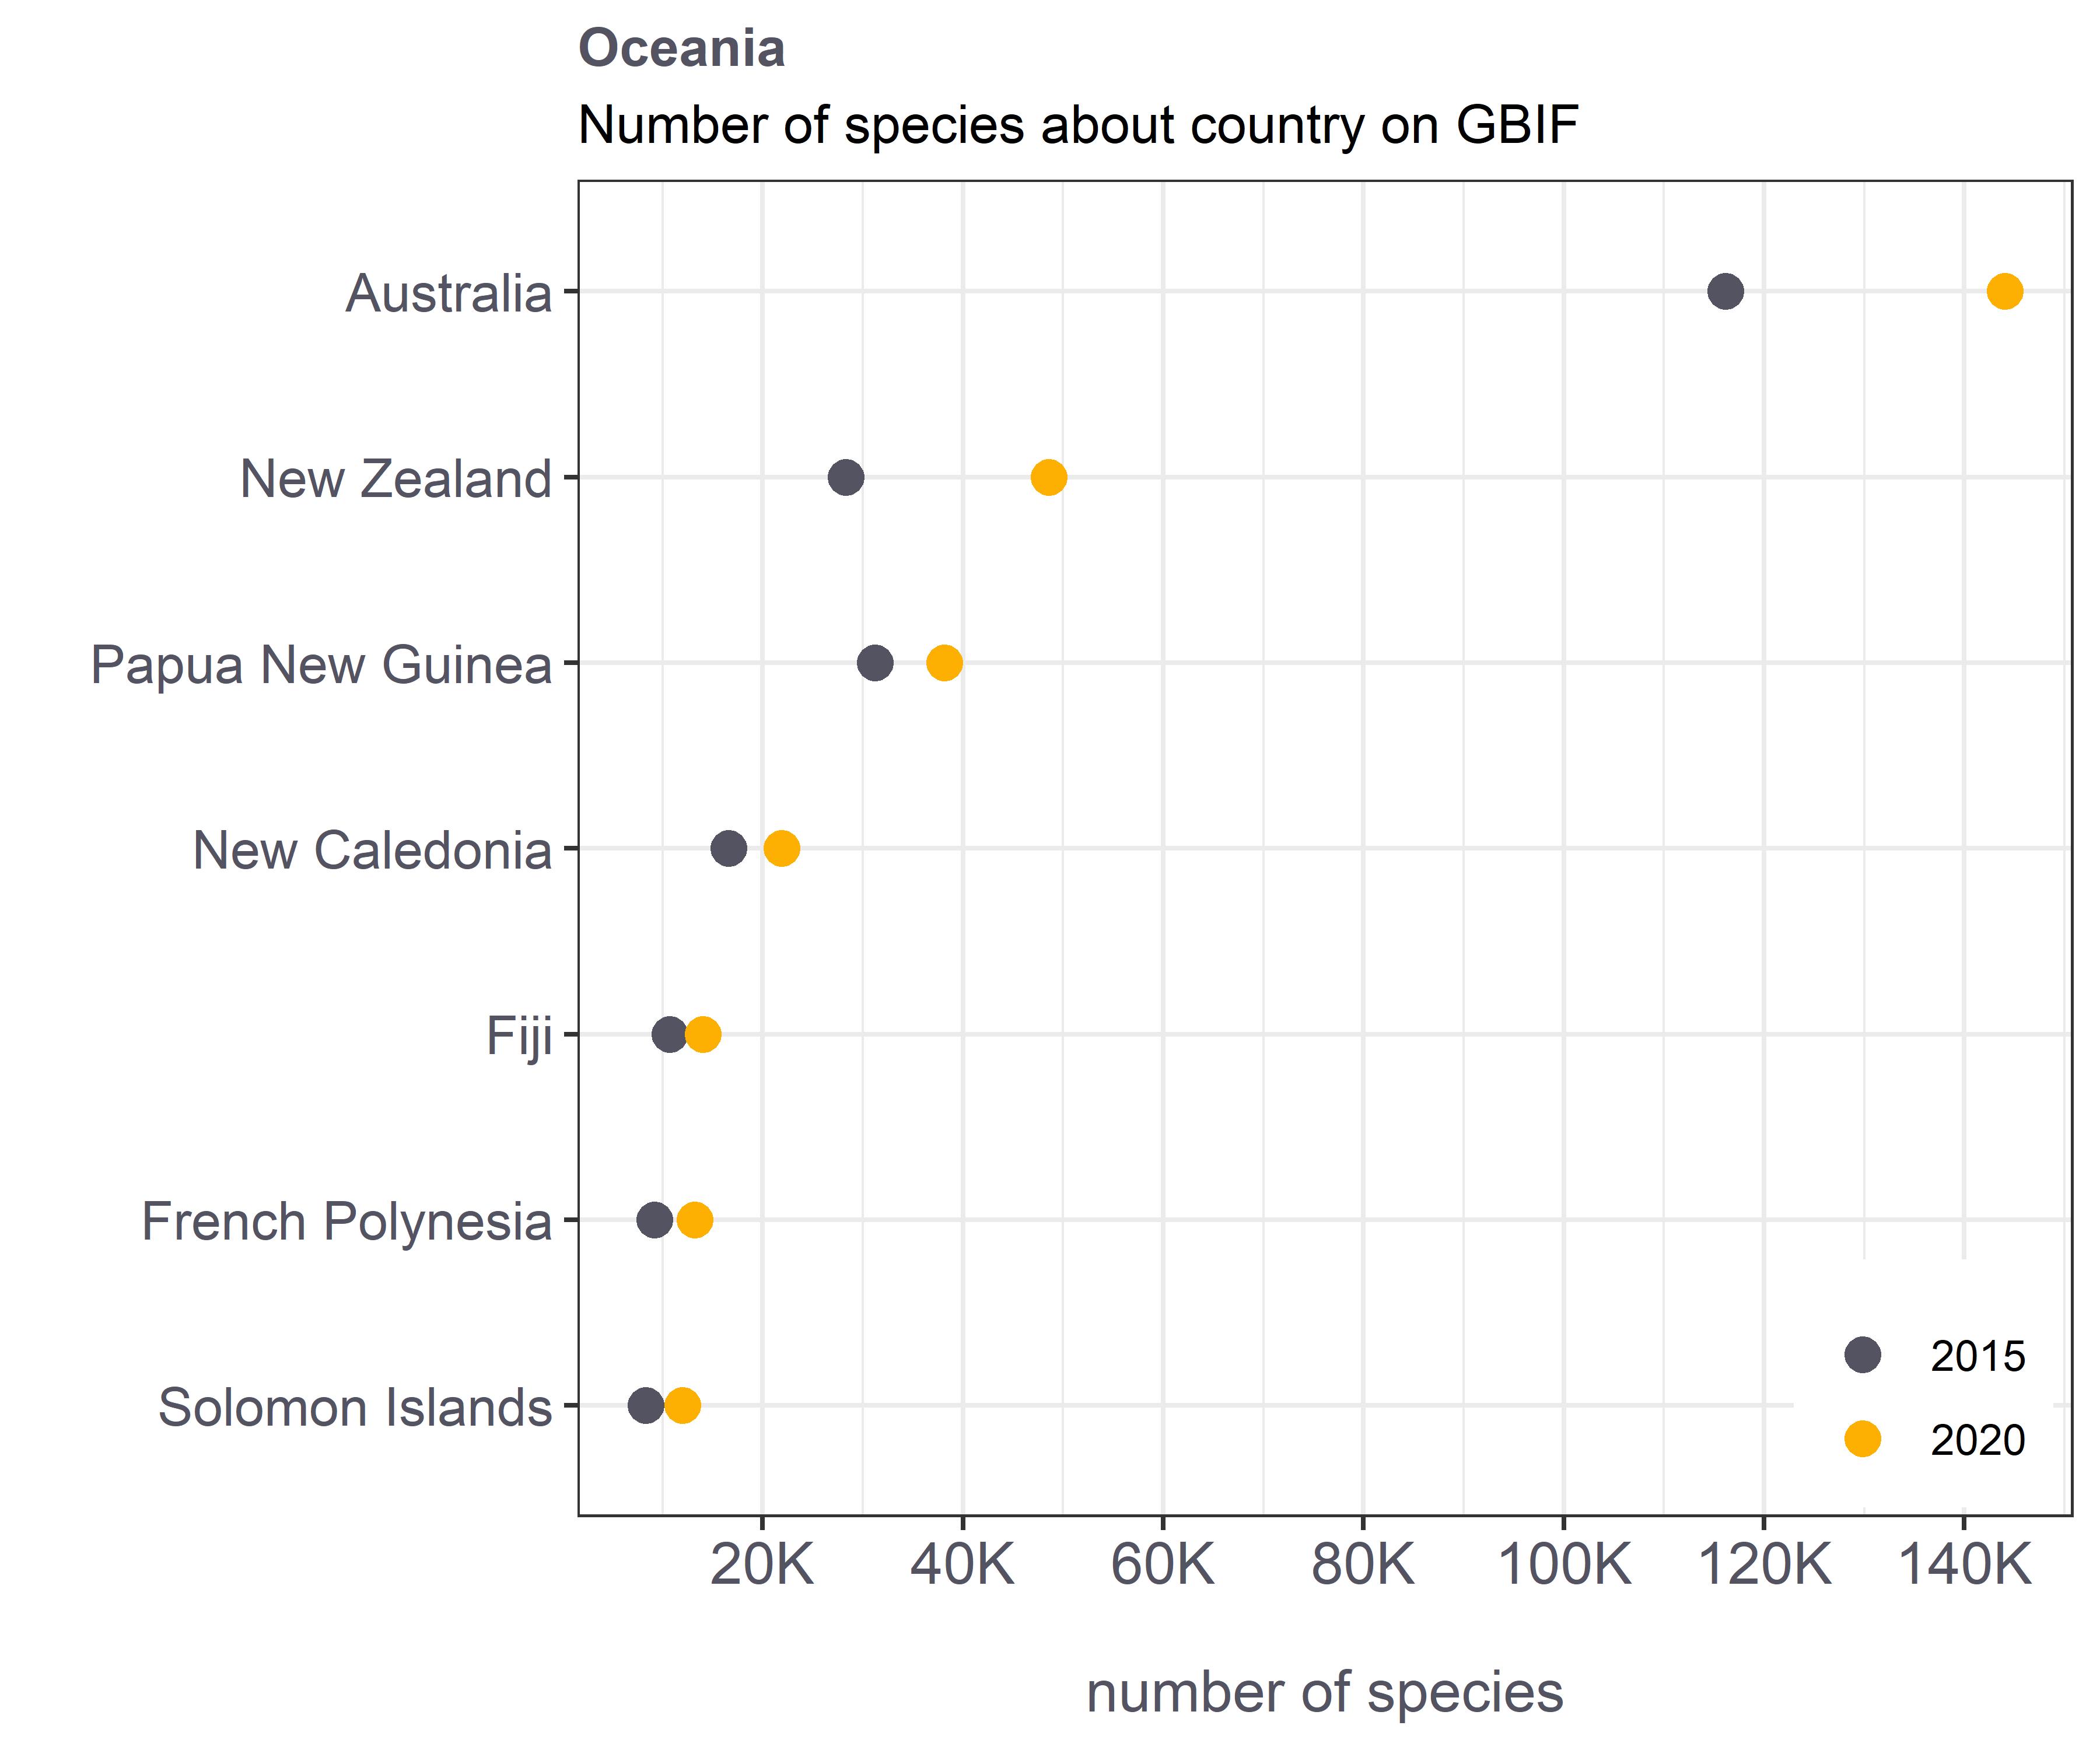 Oceania
Number of species about country on GBIF
Australia
New Zealand
Papua New Guinea
New Caledonia
Fiji
French Polynesia
Solomon Islands
2015
2020
20K 40K 60K 80K 100K 120K 140K
number of species